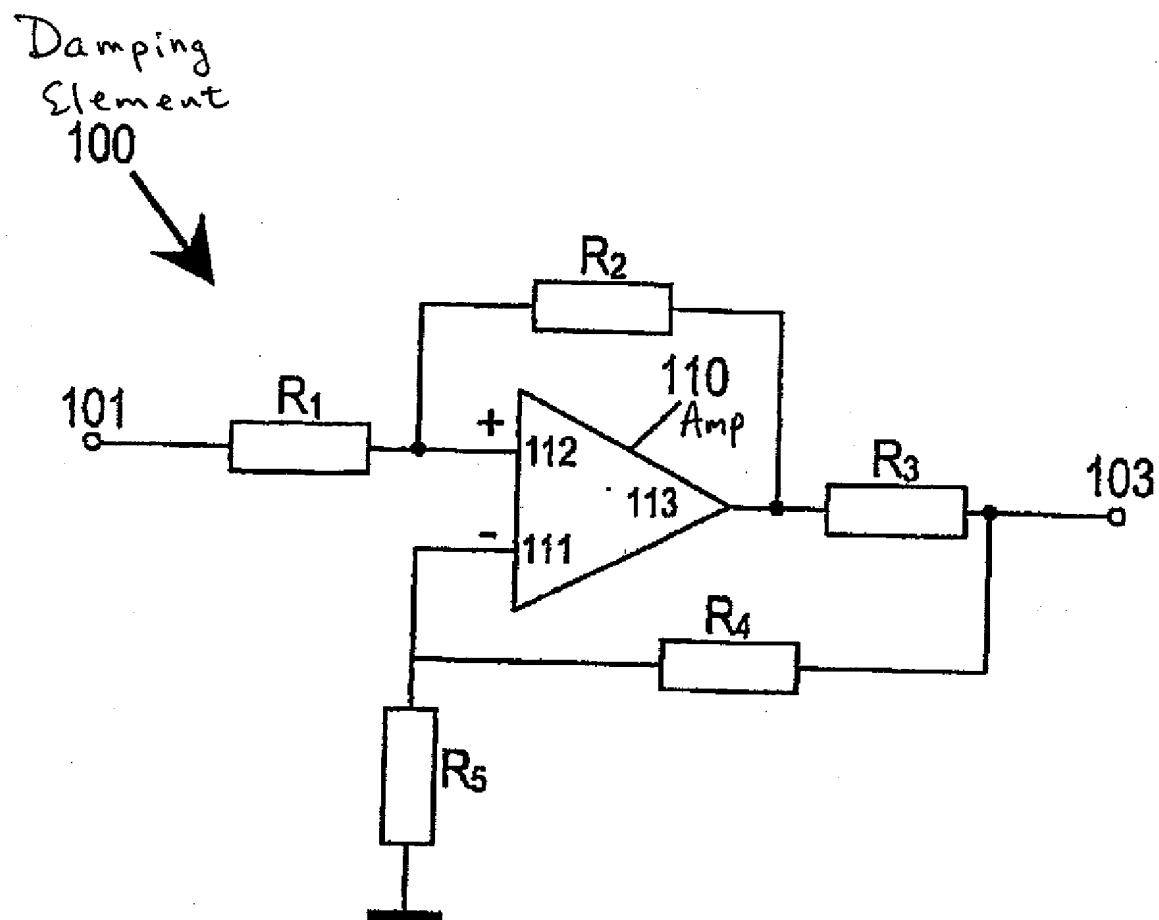 Damping
Element
100
R2
110
Amp
101
R1
+
112
113
R3
103
-
111
R4
R5